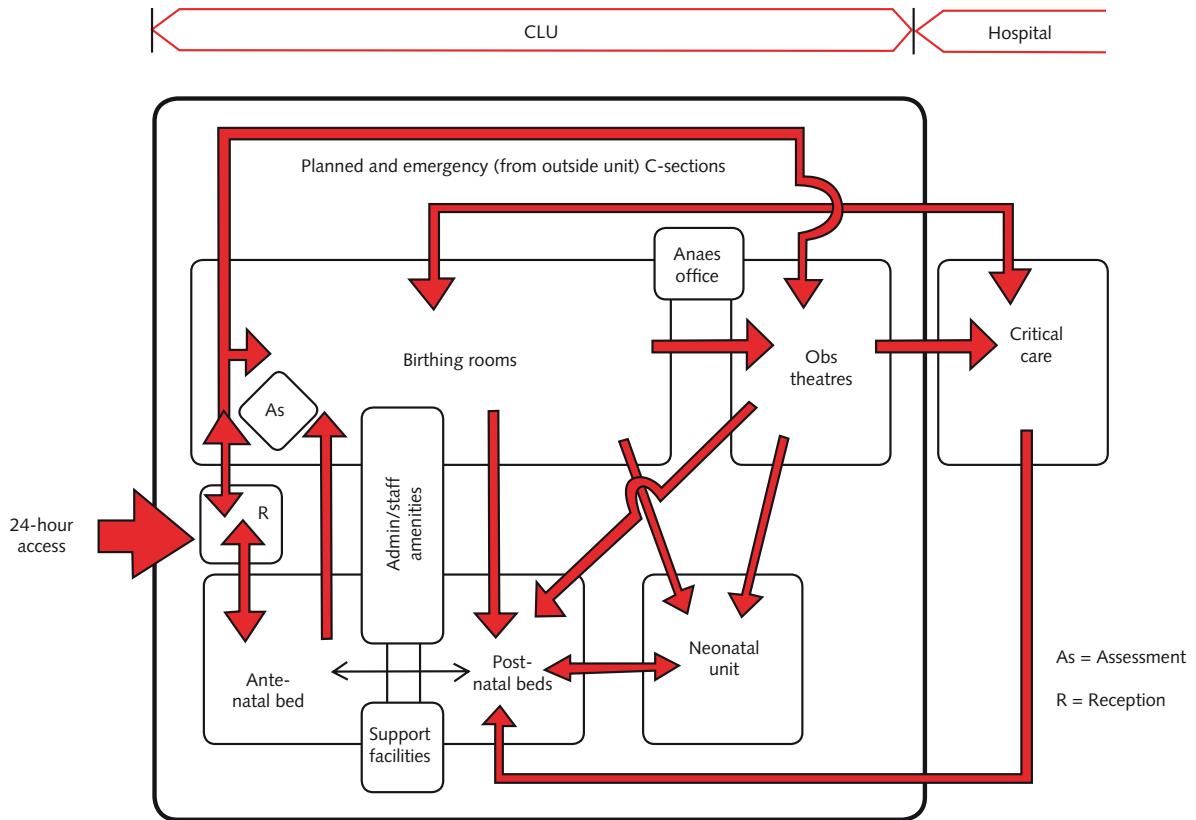 CLU
Hospital
Planned and emergency (from outside unit) C-sections
Anaes
office
Birthing rooms
Obs
theatres
Critical
care
As
R
24-hour
access
Admin/staff
amenities
Ante-
natal bed
Post-
natal beds
Neonatal
unit
Support
facilities
As = Assessment
R = Reception